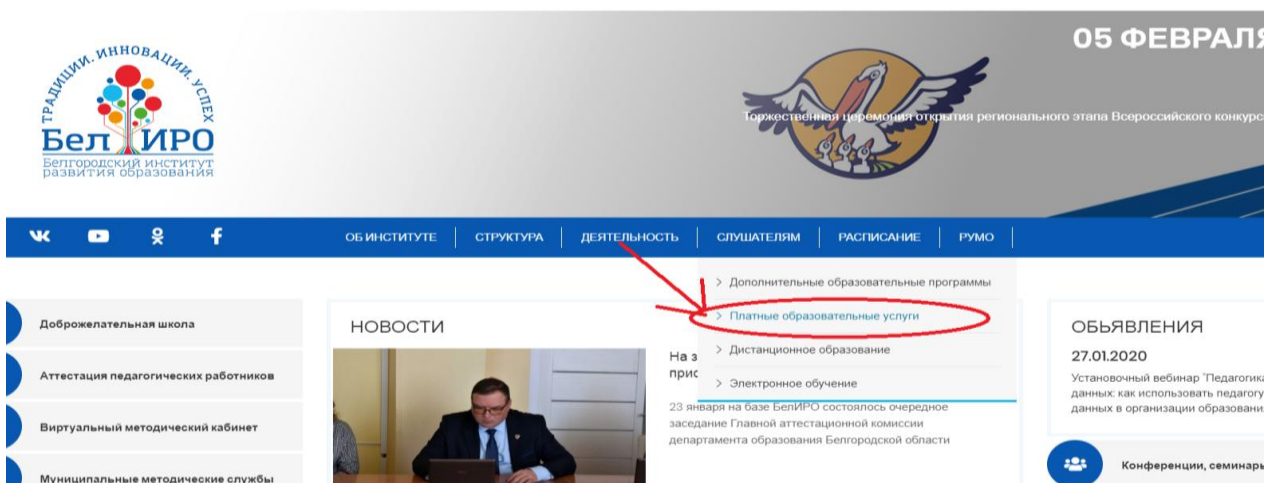 ТРАДИЦИИ. ИННОВАЦИИ. УСПЕХ
БелИРО
Белгородский институт
развития образования
05 ФЕВРАЛЯ
Торжественная церемония открытия регионального этапа Всероссийского конкурс
ОБ ИНСТИТУТЕ
СТРУКТУРА
ДЕЯТЕЛЬНОСТЬ
СЛУШАТЕЛЯМ
РАСПИСАНИЕ
РУМО
> Дополнительные образовательные программы
> Платные образовательные услуги
> Дистанционное образование
> Электронное обучение
Доброжелательная школа
Аттестация педагогических работников
Виртуальный методический кабинет
Муниципальные методические службы
НОВОСТИ
На з
прис
23 января на базе БелИРО состоялось очередное
заседание Главной аттестационной комиссии
департамента образования Белгородской области
ОБЬЯВЛЕНИЯ
27.01.2020
Установочный вебинар "Педагогика
данных: как использовать педагогу
данных в организации образовани
Конференции, семинары